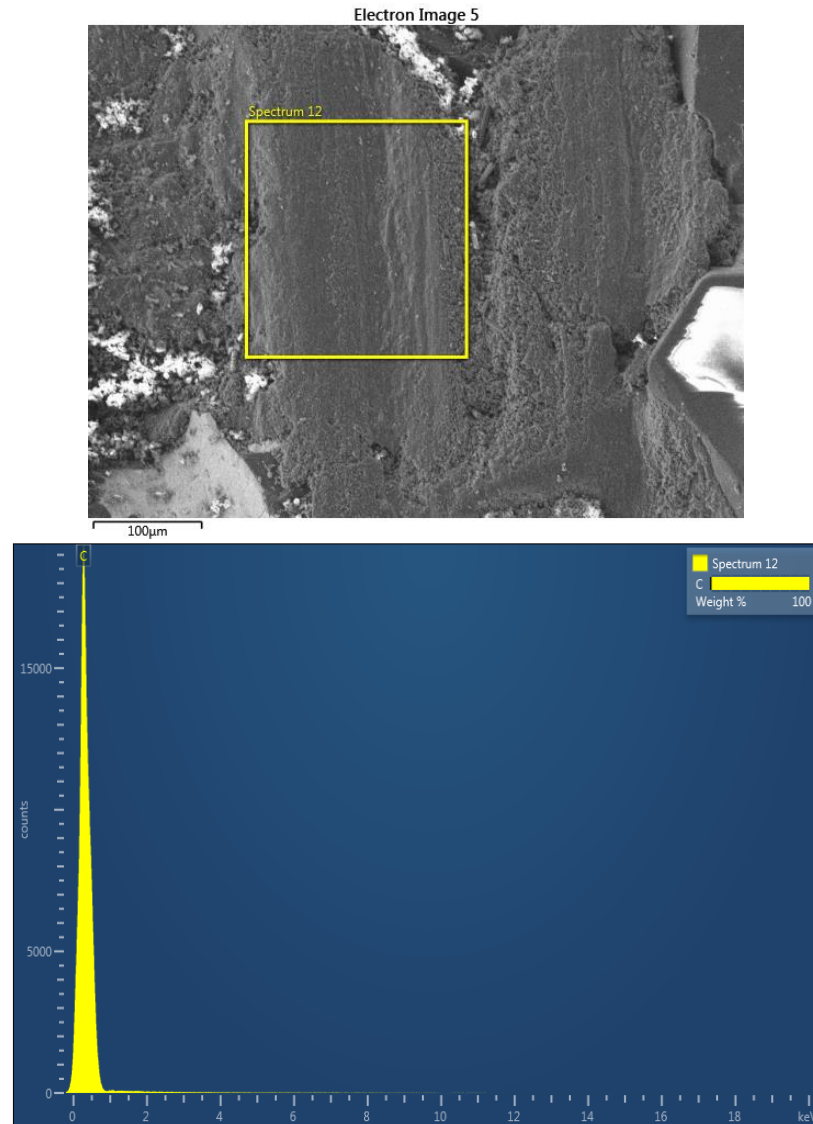 Electron Image 5
Spectrum 12
100µm
C
Spectrum 12
C
Weight % 100
15000
counts
5000
0
0 2 4 6 8 10 12 14 16 18 keV